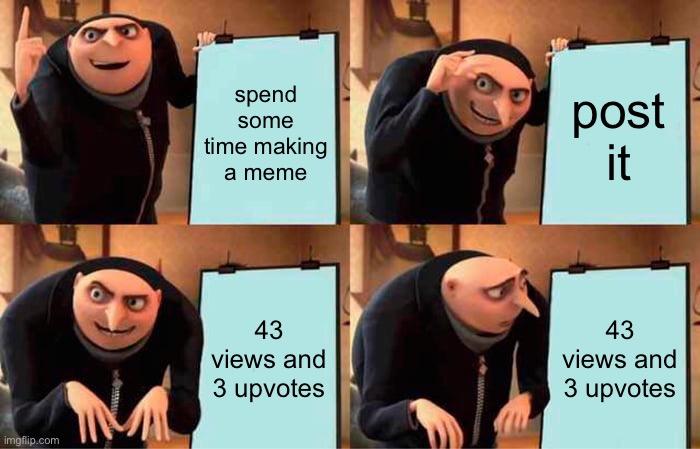 spend
some
time making
a meme
post
it
43
views and
3 upvotes
43
views and
3 upvotes
imgflip.com